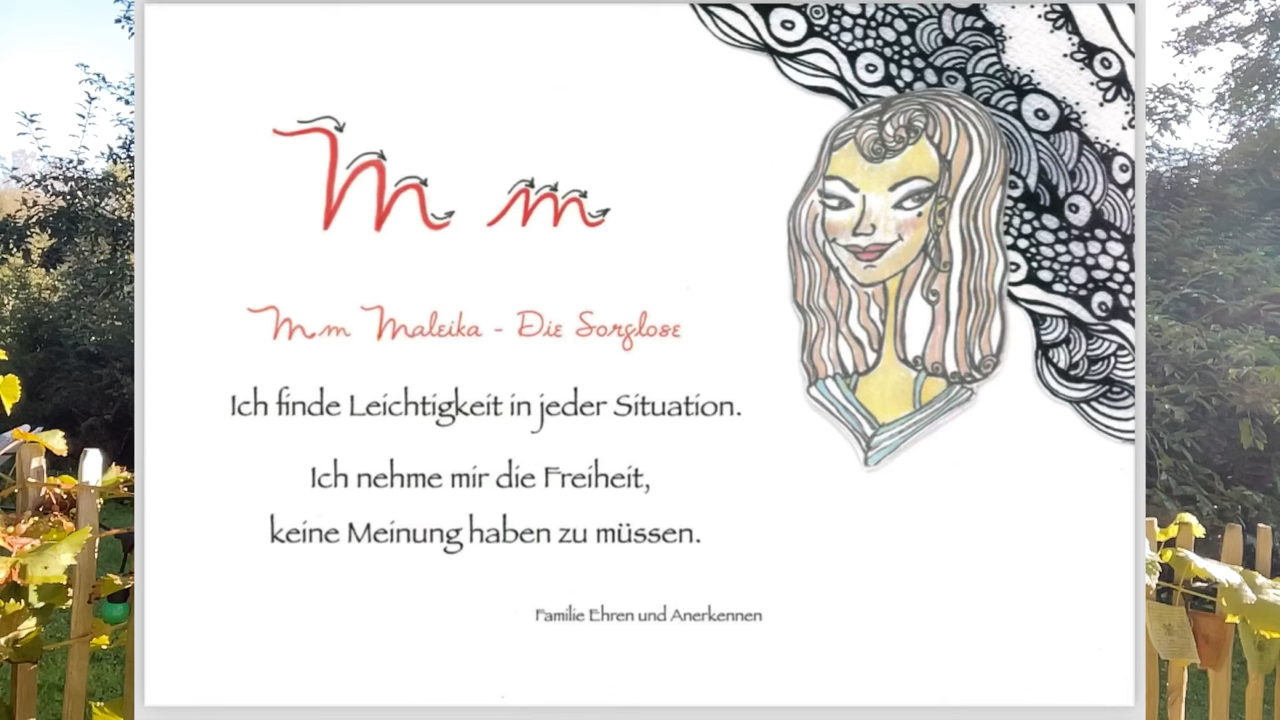 M m
Mm Maleika - Die Sorglose
Ich finde Leichtigkeit in jeder Situation.
Ich nehme mir die Freiheit,
keine Meinung haben zu müssen.
Familie Ehren und Anerkennen